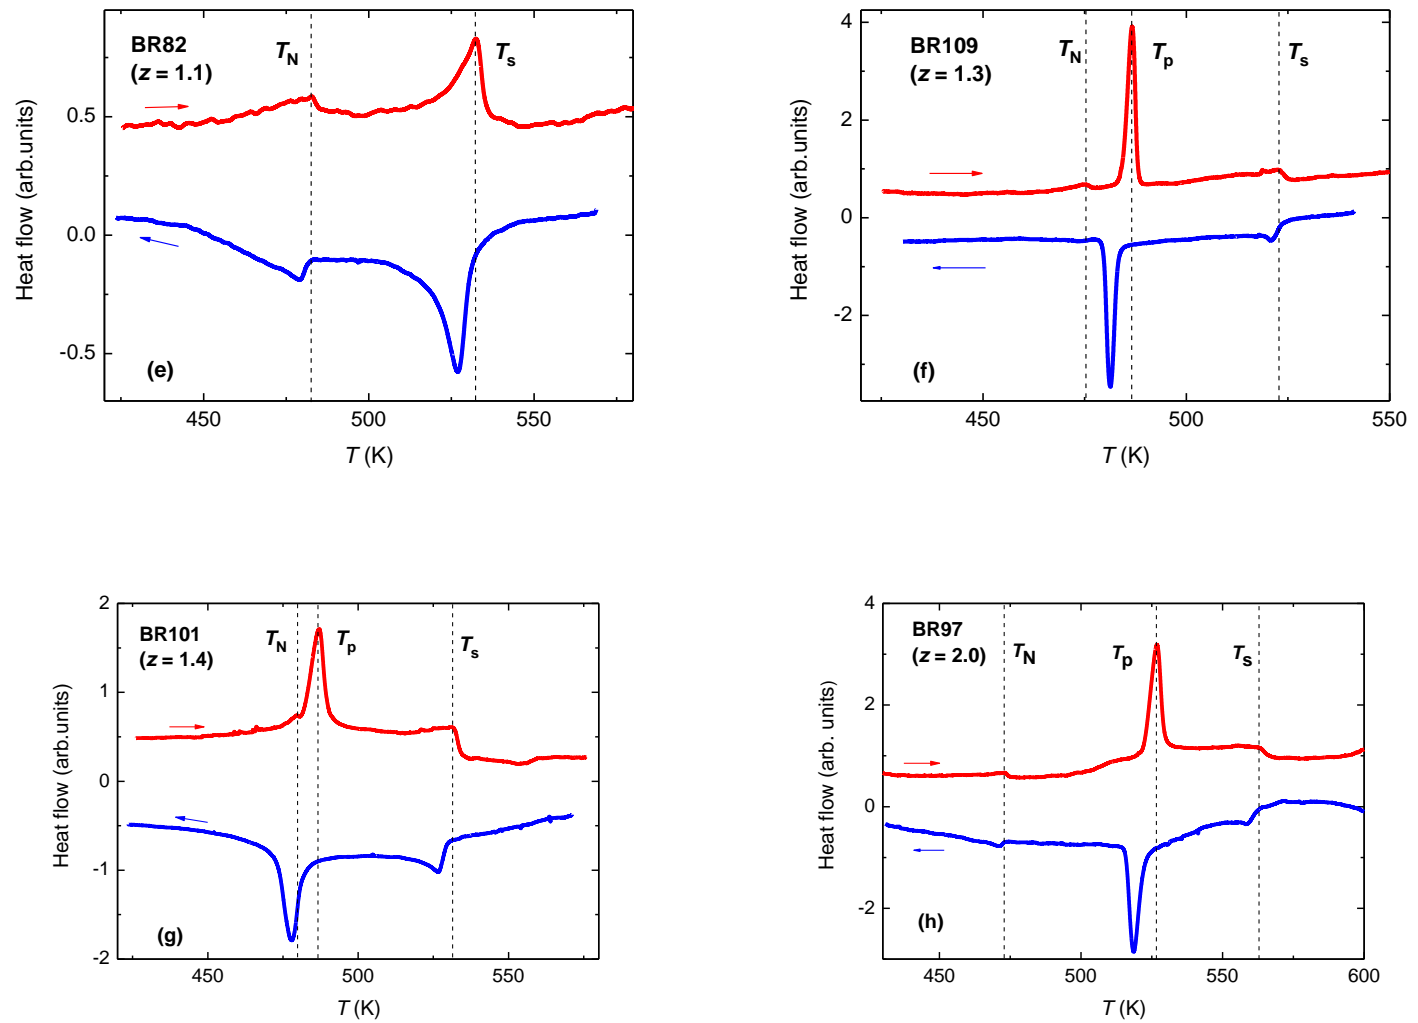 BR82
(z = 1.1)
T_N
T_s
Heat flow (arb.units)
0.5
0.0
-0.5
(e)
450
500
550
T (K)
BR109
(z = 1.3)
T_N
T_p
T_s
Heat flow (arb.units)
4
2
0
-2
(f)
450
500
550
T (K)
BR101
(z = 1.4)
T_N
T_p
T_s
Heat flow (arb.units)
2
1
0
-1
-2
(g)
450
500
550
T (K)
BR97
(z = 2.0)
T_N
T_p
T_s
Heat flow (arb. units)
4
2
0
-2
(h)
450
500
550
600
T (K)